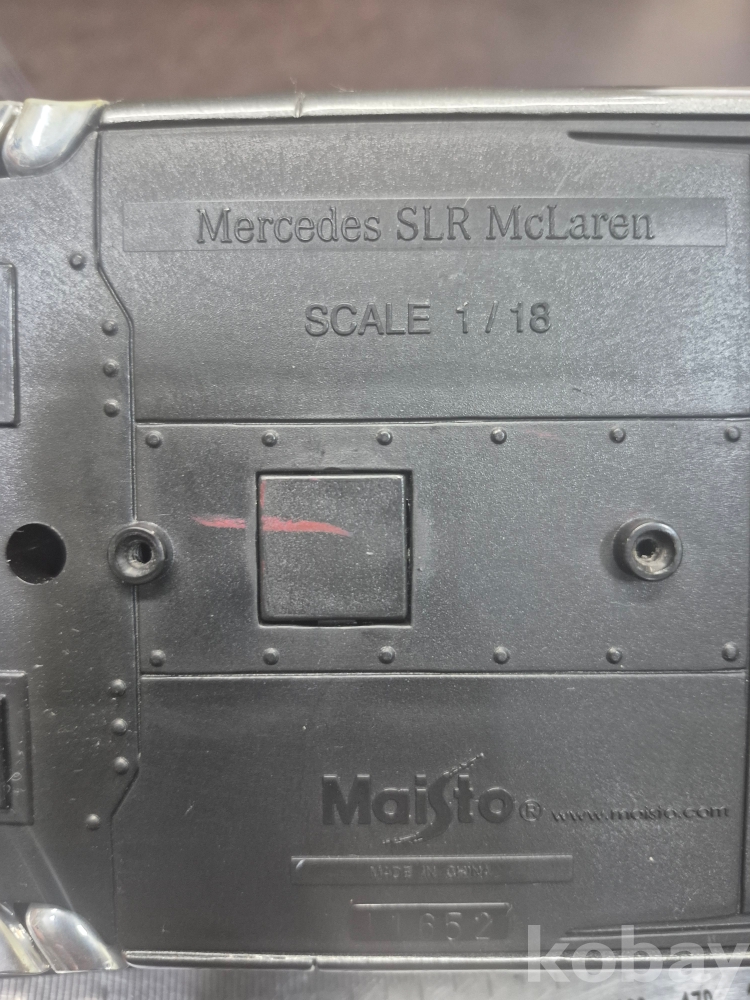 Mercedes SLR McLaren
SCALE 1/18
Maisto® www.maisto.com
MADE IN CHINA
11652
kobay